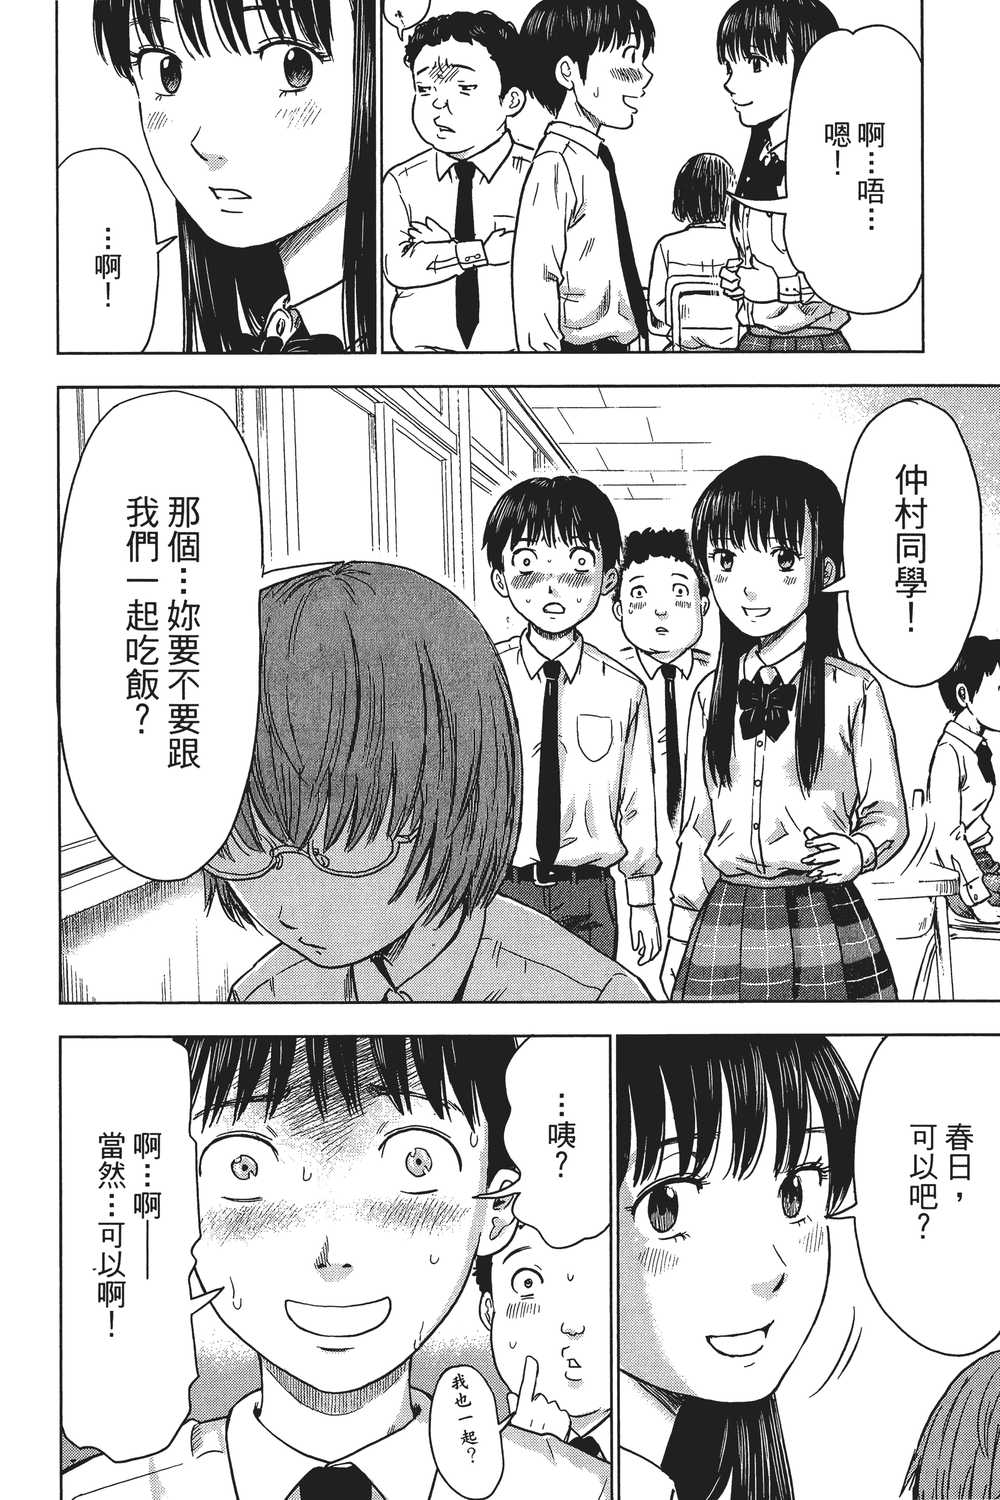 啊…唔…
嗯！
…啊！
仲村同學！
那個…妳要不要跟
我們一起吃飯？
春日，
可以吧？
…咦？
我也一起？
啊…啊——
當然…可以啊！